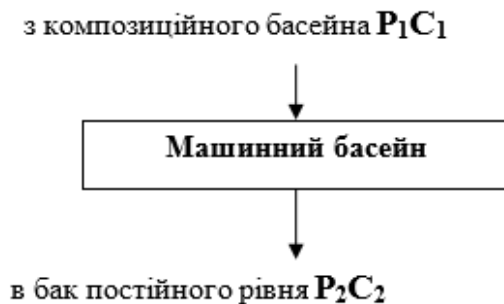 з композиційного басейна P₁C₁
Машинний басейн
в бак постійного рівня P₂C₂